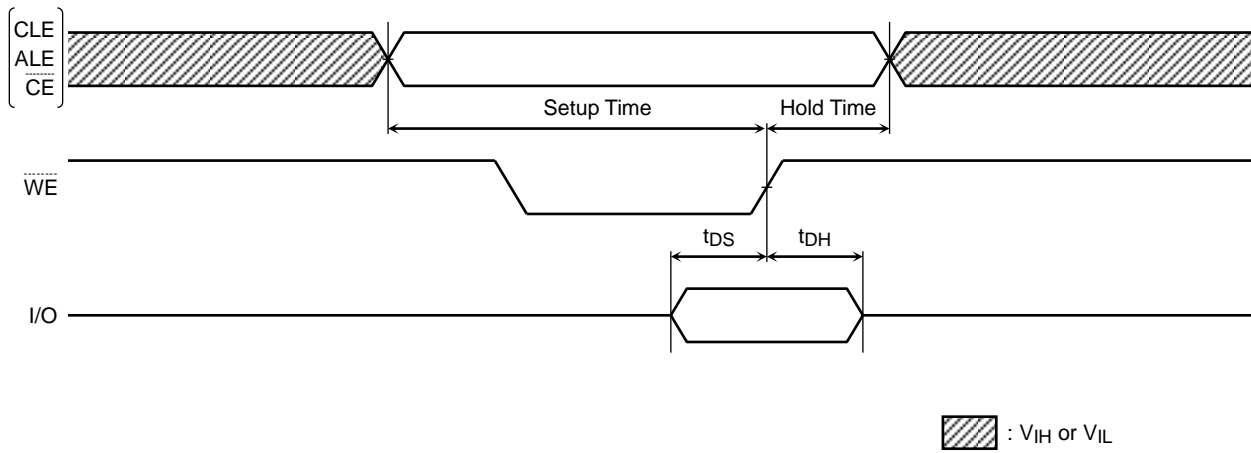 CLE
ALE
CE
Setup Time
Hold Time
WE
tDS
tDH
I/O
: VIH or VIL